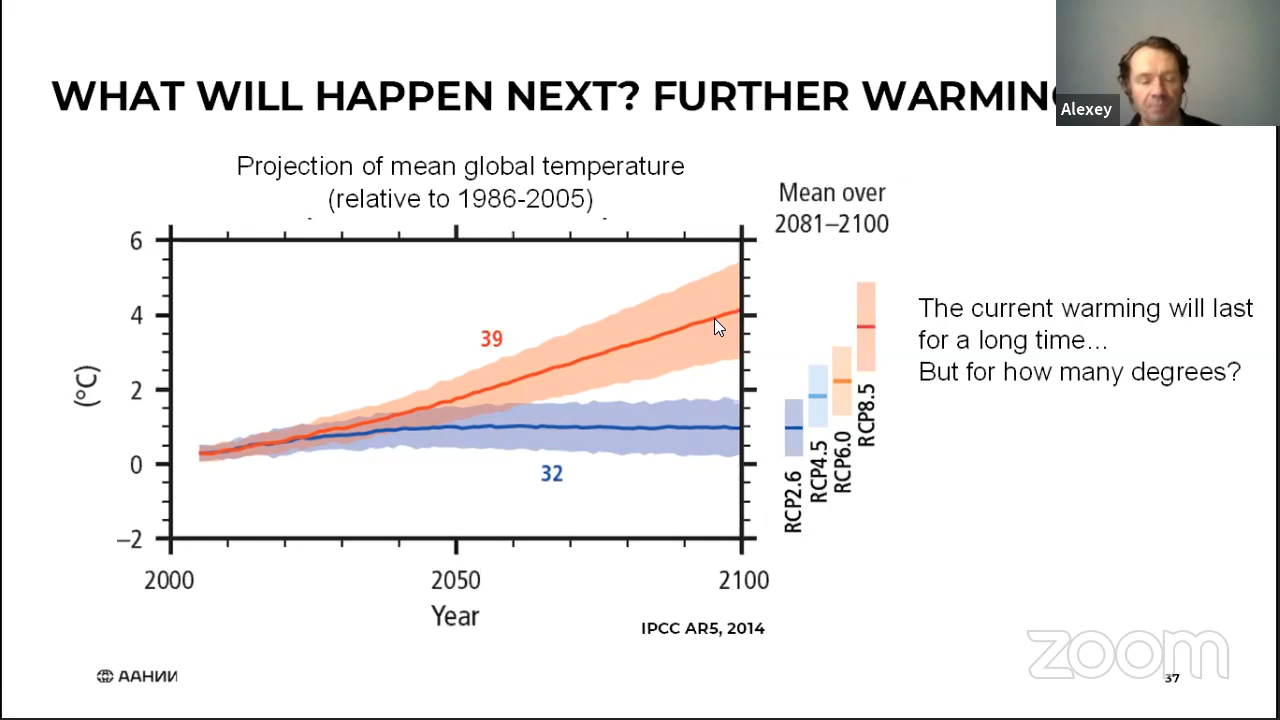 WHAT WILL HAPPEN NEXT? FURTHER WARMING
Alexey
Projection of mean global temperature
(relative to 1986-2005)
Mean over
2081–2100
6
4
2
0
−2
(°C)
39
32
2000
2050
2100
Year
RCP2.6
RCP4.5
RCP6.0
RCP8.5
The current warming will last
for a long time...
But for how many degrees?
IPCC AR5, 2014
ААНИИ
zoom
37